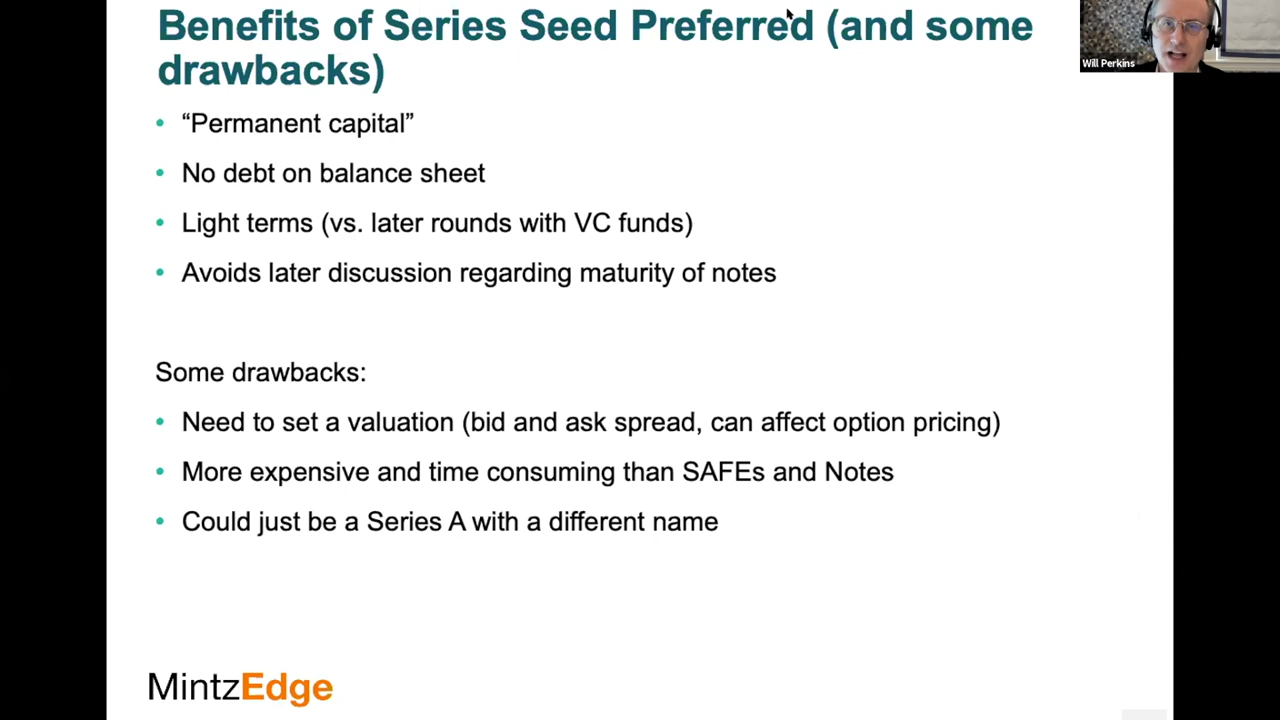 Benefits of Series Seed Preferred (and some
drawbacks)
Will Perkins
• “Permanent capital”
• No debt on balance sheet
• Light terms (vs. later rounds with VC funds)
• Avoids later discussion regarding maturity of notes
Some drawbacks:
• Need to set a valuation (bid and ask spread, can affect option pricing)
• More expensive and time consuming than SAFEs and Notes
• Could just be a Series A with a different name
MintzEdge